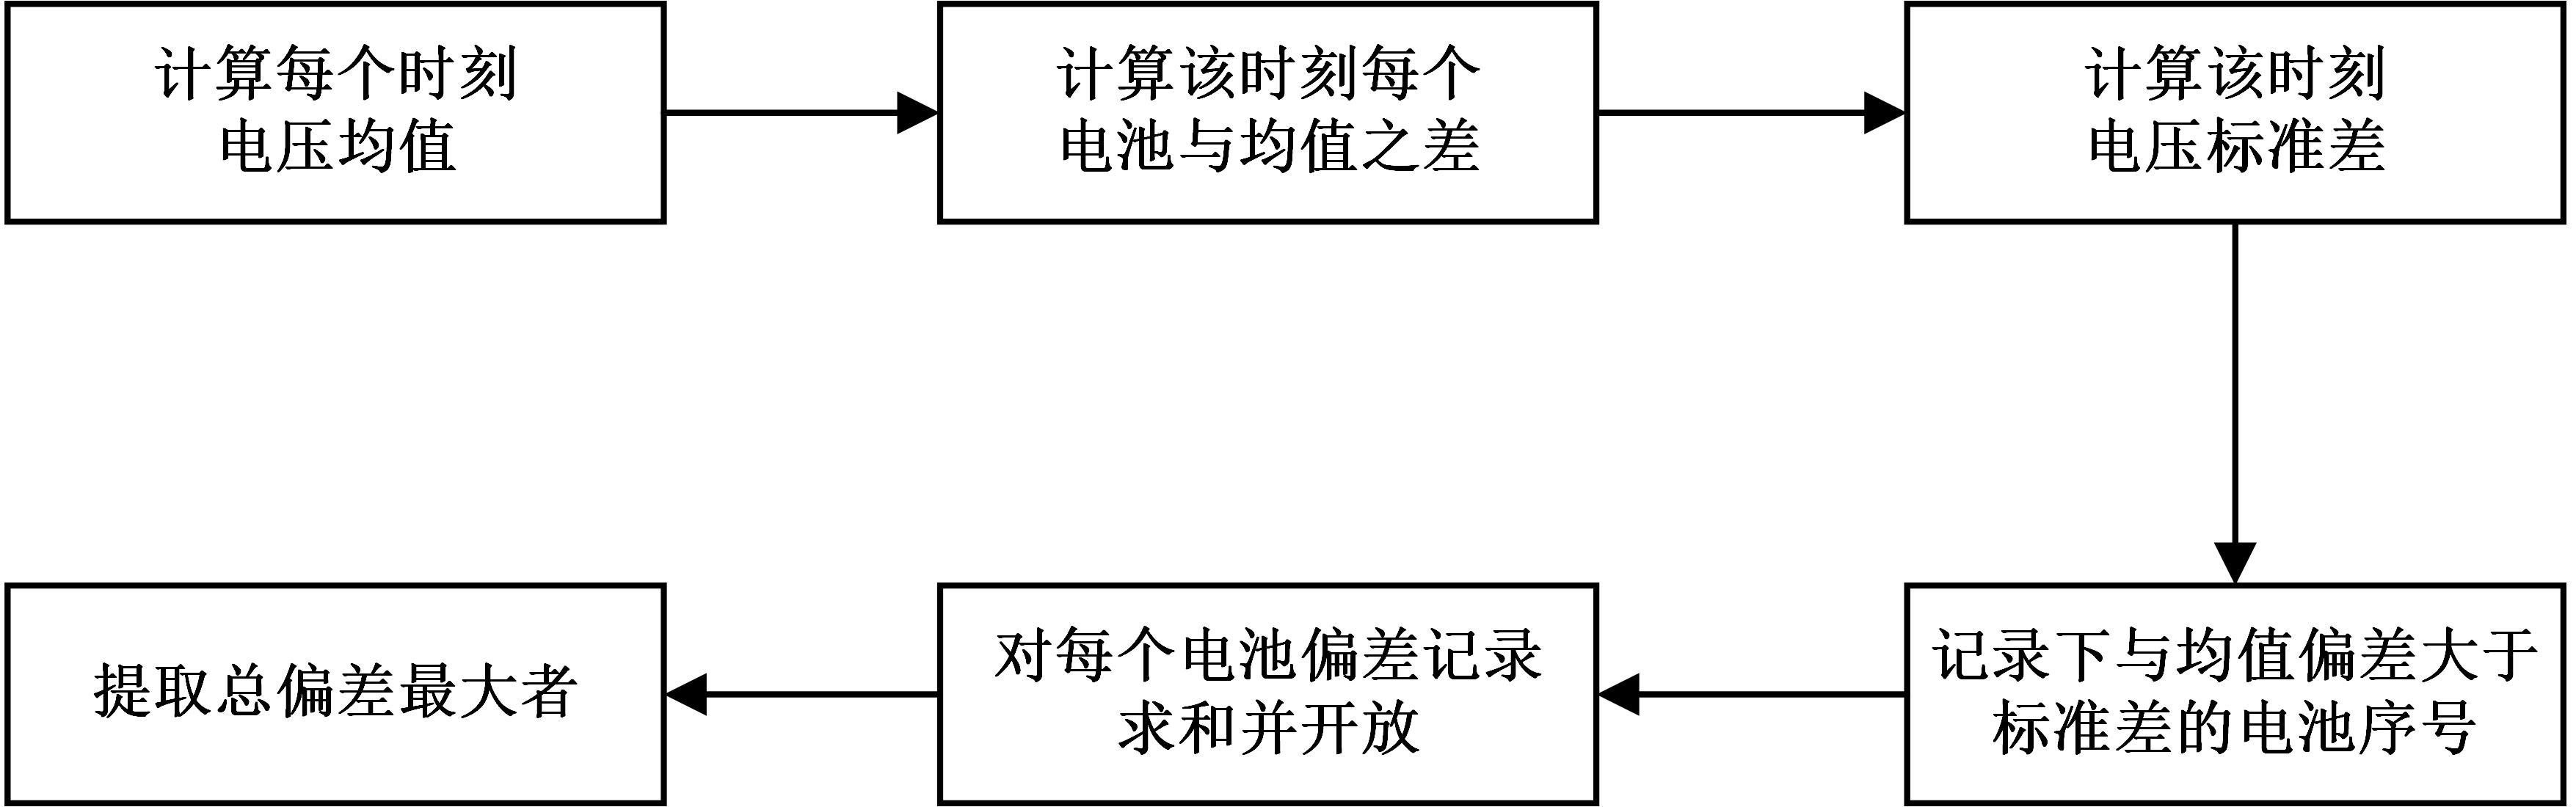 计算每个时刻
电压均值
计算该时刻每个
电池与均值之差
计算该时刻
电压标准差
记录下与均值偏差大于
标准差的电池序号
对每个电池偏差记录
求和并开放
提取总偏差最大者